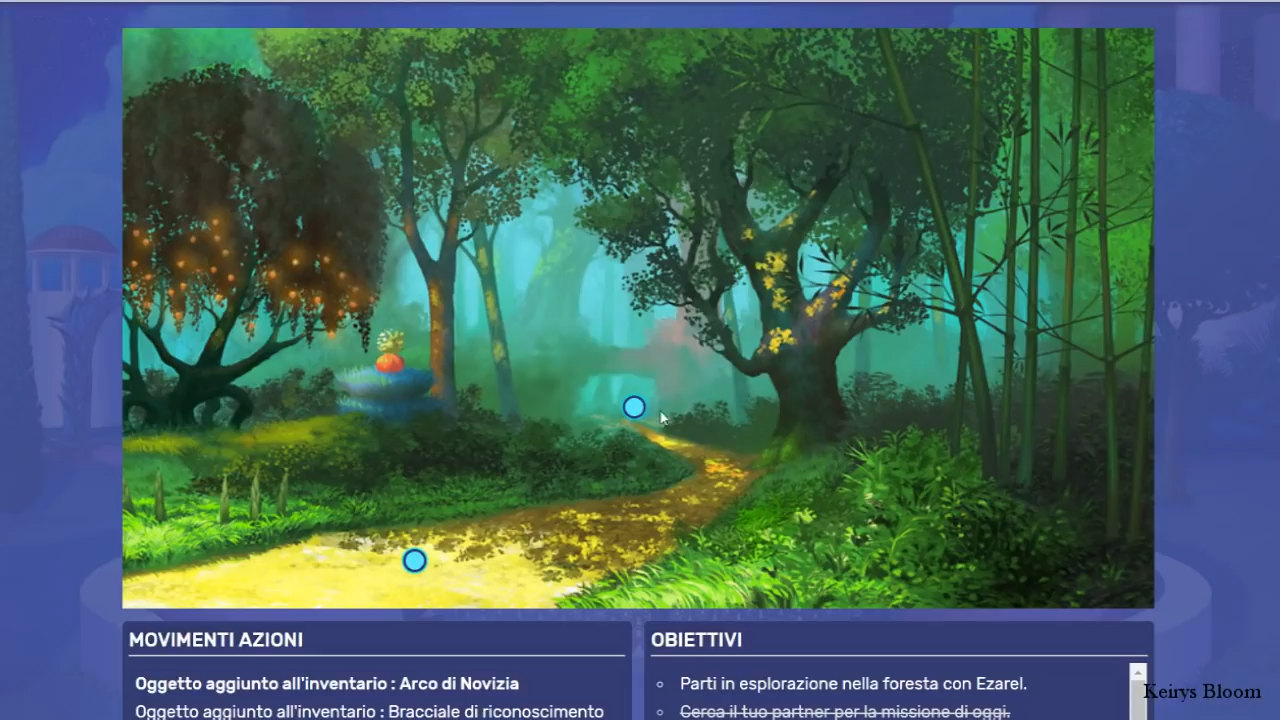 MOVIMENTI AZIONI
Oggetto aggiunto all'inventario : Arco di Novizia
Oggetto aggiunto all'inventario : Bracciale di riconoscimento
OBIETTIVI
Parti in esplorazione nella foresta con Ezarel.
Cerca il tuo partner per la missione di oggi.
Keirys Bloom